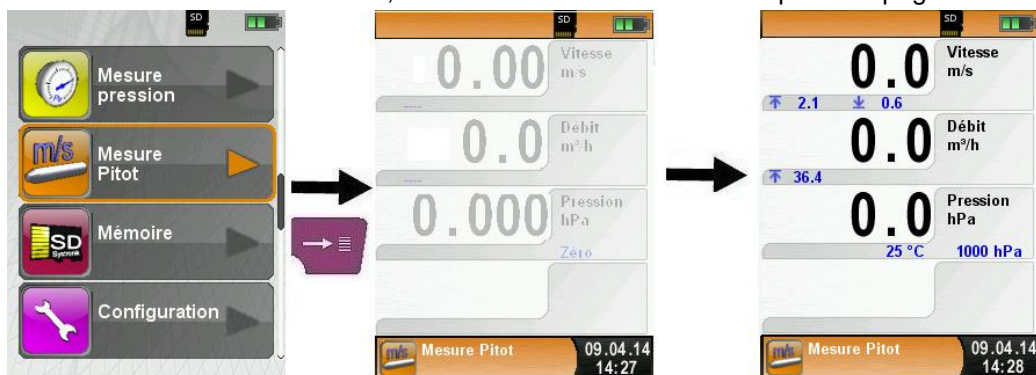 SD
Mesure
pression
m/s
Mesure
Pitot
SD
Systronik
Mémoire
Configuration
SD
0.00
Vitesse
m/s
0.0
Débit
m³/h
0.000
Pression
hPa
Zéro
m/s
Mesure Pitot
09.04.14
14:27
SD
0.0
Vitesse
m/s
2.1 0.6
0.0
Débit
m³/h
36.4
0.0
Pression
hPa
25 °C 1000 hPa
m/s
Mesure Pitot
09.04.14
14:28